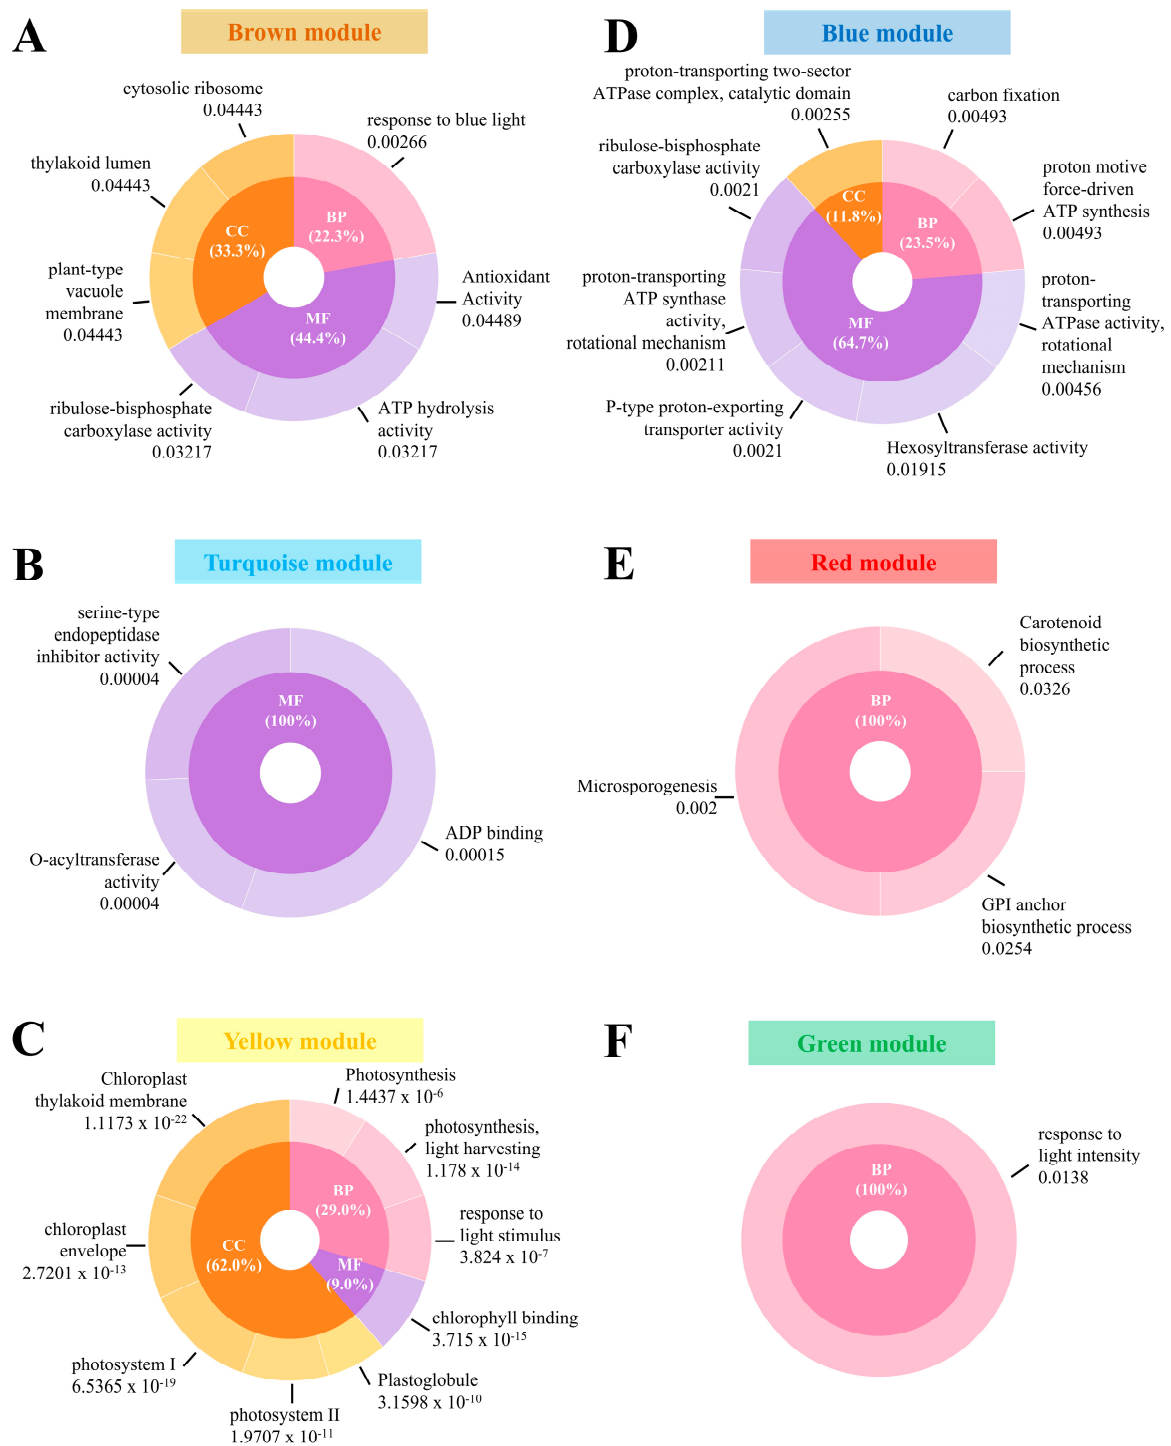 A
Brown module
cytosolic ribosome
0.04443
response to blue light
0.00266
thylakoid lumen
0.04443
CC
(33.3%)
BP
(22.3%)
plant-type
vacuole
membrane
0.04443
Antioxidant
Activity
0.04489
MF
(44.4%)
ribulose-bisphosphate
carboxylase activity
0.03217
ATP hydrolysis
activity
0.03217
D
Blue module
proton-transporting two-sector
ATPase complex, catalytic domain
0.00255
carbon fixation
0.00493
ribulose-bisphosphate
carboxylase activity
0.0021
proton motive
force-driven
ATP synthesis
0.00493
CC
(11.8%)
BP
(23.5%)
proton-transporting
ATP synthase
activity,
rotational mechanism
0.00211
MF
(64.7%)
proton-
transporting
ATPase activity,
rotational
mechanism
0.00456
P-type proton-exporting
transporter activity
0.0021
Hexosyltransferase activity
0.01915
B
Turquoise module
serine-type
endopeptidase
inhibitor activity
0.00004
MF
(100%)
ADP binding
0.00015
O-acyltransferase
activity
0.00004
E
Red module
Carotenoid
biosynthetic
process
0.0326
BP
(100%)
Microsporogenesis
0.002
GPI anchor
biosynthetic process
0.0254
C
Yellow module
Chloroplast
thylakoid membrane
1.1173 x 10-22
Photosynthesis
1.4437 x 10-6
photosynthesis,
light harvesting
1.178 x 10-14
BP
(29.0%)
response to
light stimulus
3.824 x 10-7
chloroplast
envelope
2.7201 x 10-13
CC
(62.0%)
MF
(9.0%)
chlorophyll binding
3.715 x 10-15
photosystem I
6.5365 x 10-19
Plastoglobule
3.1598 x 10-10
photosystem II
1.9707 x 10-11
F
Green module
response to
light intensity
0.0138
BP
(100%)